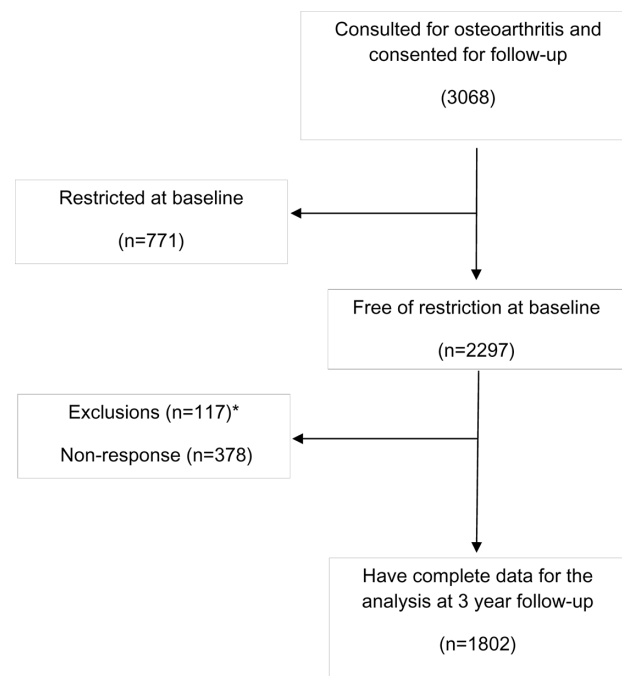 Consulted for osteoarthritis and
consented for follow-up
(3068)
Restricted at baseline
(n=771)
Free of restriction at baseline
(n=2297)
Exclusions (n=117)*
Non-response (n=378)
Have complete data for the
analysis at 3 year follow-up
(n=1802)